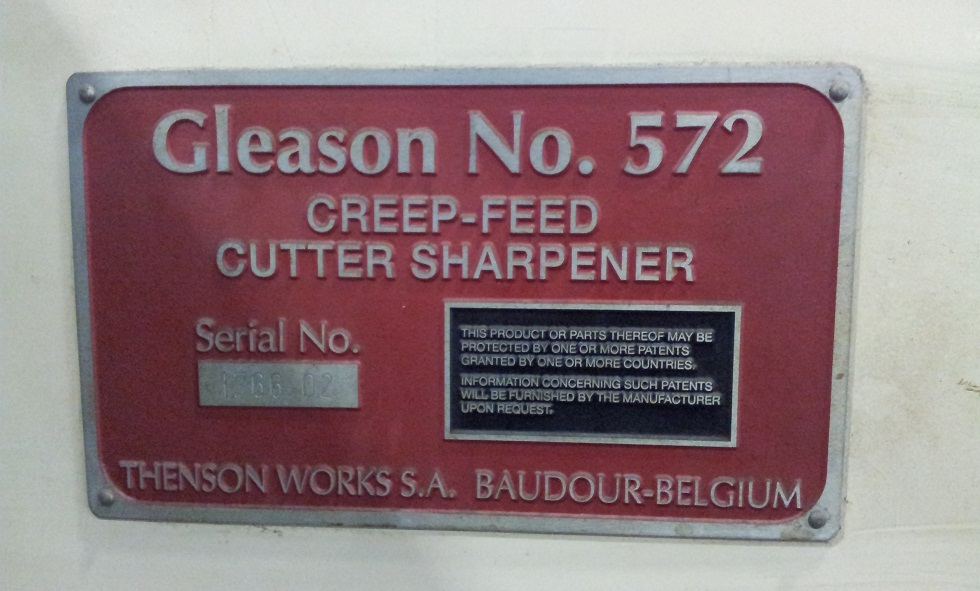 Gleason No. 572
CREEP-FEED
CUTTER SHARPENER
Serial No.
THIS PRODUCT OR PARTS THEREOF MAY BE
PROTECTED BY ONE OR MORE PATENTS
GRANTED BY ONE OR MORE COUNTRIES.
INFORMATION CONCERNING SUCH PATENTS
WILL BE FURNISHED BY THE MANUFACTURER
UPON REQUEST.
THENSON WORKS S.A. BAUDOUR-BELGIUM